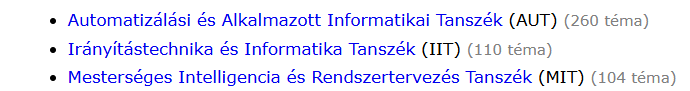 Automatizálási és Alkalmazott Informatikai Tanszék (AUT) (260 téma)
Irányítástechnika és Informatika Tanszék (IIT) (110 téma)
Mesterséges Intelligencia és Rendszertervezés Tanszék (MIT) (104 téma)